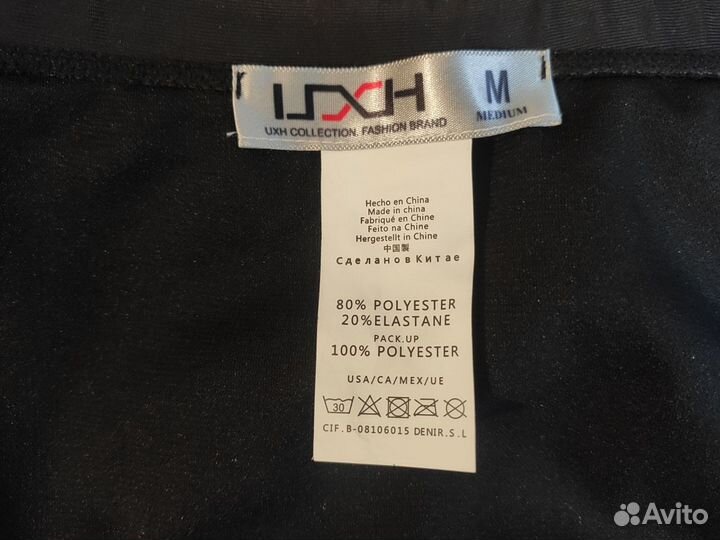 UXH
M
UXH COLLECTION. FASHION BRAND
MEDIUM
Hecho en China
Made in china
Fabriqué en Chine
Feito na Chine
Hergestellt in Chine
中国製
Сделанов Китае
80% POLYESTER
20%ELASTANE
PACK.UP
100% POLYESTER
USA/CA/MEX/UE
30
CIF.B-08106015 DENIR.S.L
Avito